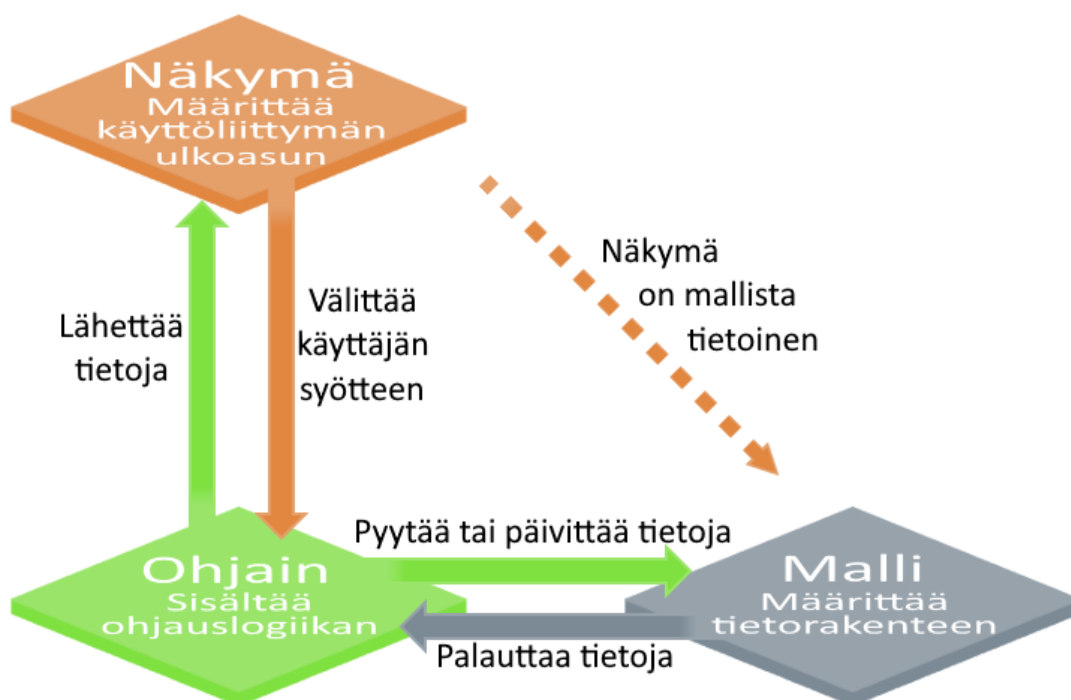 Näkymä
Määrittää
käyttöliittymän
ulkoasun
Näkymä
on mallista
tietoinen
Lähettää
tietoja
Välittää
käyttäjän
syötteen
Pyytää tai päivittää tietoja
Ohjain
Sisältää
ohjauslogiikan
Malli
Määrittää
tietorakenteen
Palauttaa tietoja